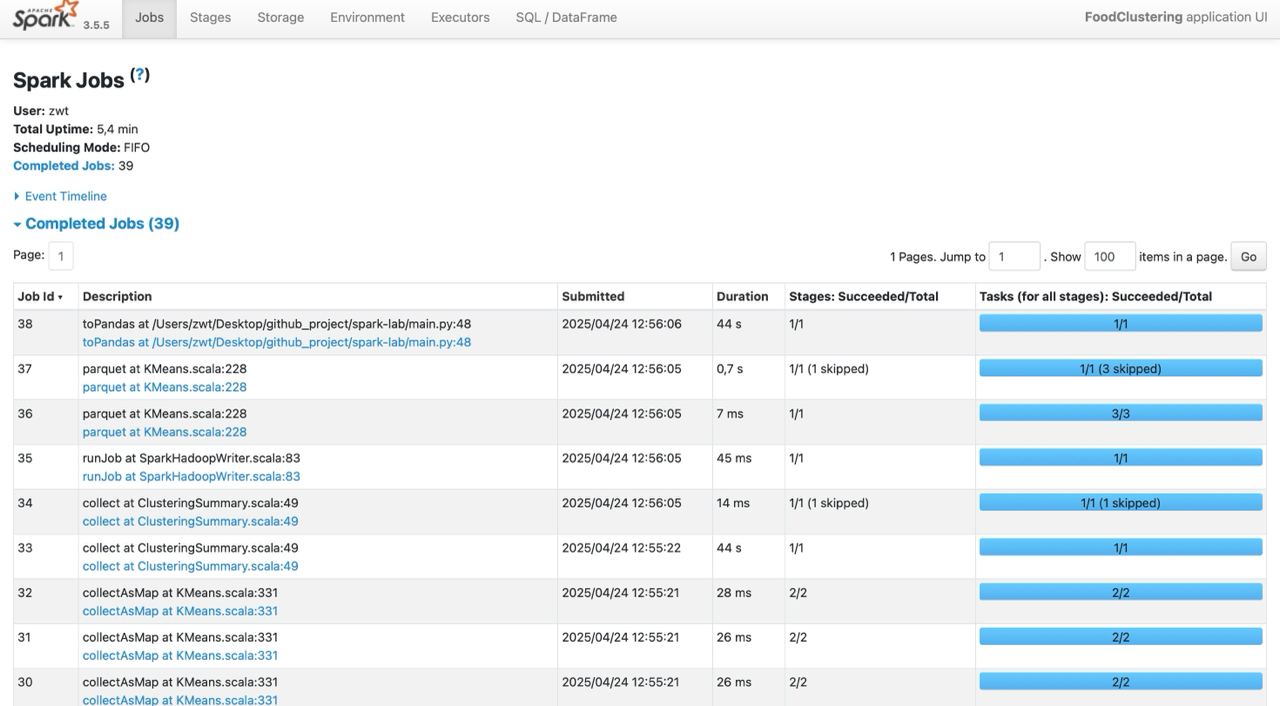 APACHE
Spark 3.5.5 Jobs Stages Storage Environment Executors SQL / DataFrame FoodClustering application UI
Spark Jobs (?)
User: zwt
Total Uptime: 5,4 min
Scheduling Mode: FIFO
Completed Jobs: 39
Event Timeline
Completed Jobs (39)
Page: 1 1 Pages. Jump to 1 . Show 100 items in a page. Go
Job Id ▾ Description Submitted Duration Stages: Succeeded/Total Tasks (for all stages): Succeeded/Total
38 toPandas at /Users/zwt/Desktop/github_project/spark-lab/main.py:48 2025/04/24 12:56:06 44 s 1/1 1/1
toPandas at /Users/zwt/Desktop/github_project/spark-lab/main.py:48
37 parquet at KMeans.scala:228 2025/04/24 12:56:05 0,7 s 1/1 (1 skipped) 1/1 (3 skipped)
parquet at KMeans.scala:228
36 parquet at KMeans.scala:228 2025/04/24 12:56:05 7 ms 1/1 3/3
parquet at KMeans.scala:228
35 runJob at SparkHadoopWriter.scala:83 2025/04/24 12:56:05 45 ms 1/1 1/1
runJob at SparkHadoopWriter.scala:83
34 collect at ClusteringSummary.scala:49 2025/04/24 12:56:05 14 ms 1/1 (1 skipped) 1/1 (1 skipped)
collect at ClusteringSummary.scala:49
33 collect at ClusteringSummary.scala:49 2025/04/24 12:55:22 44 s 1/1 1/1
collect at ClusteringSummary.scala:49
32 collectAsMap at KMeans.scala:331 2025/04/24 12:55:21 28 ms 2/2 2/2
collectAsMap at KMeans.scala:331
31 collectAsMap at KMeans.scala:331 2025/04/24 12:55:21 26 ms 2/2 2/2
collectAsMap at KMeans.scala:331
30 collectAsMap at KMeans.scala:331 2025/04/24 12:55:21 26 ms 2/2 2/2
collectAsMap at KMeans.scala:331